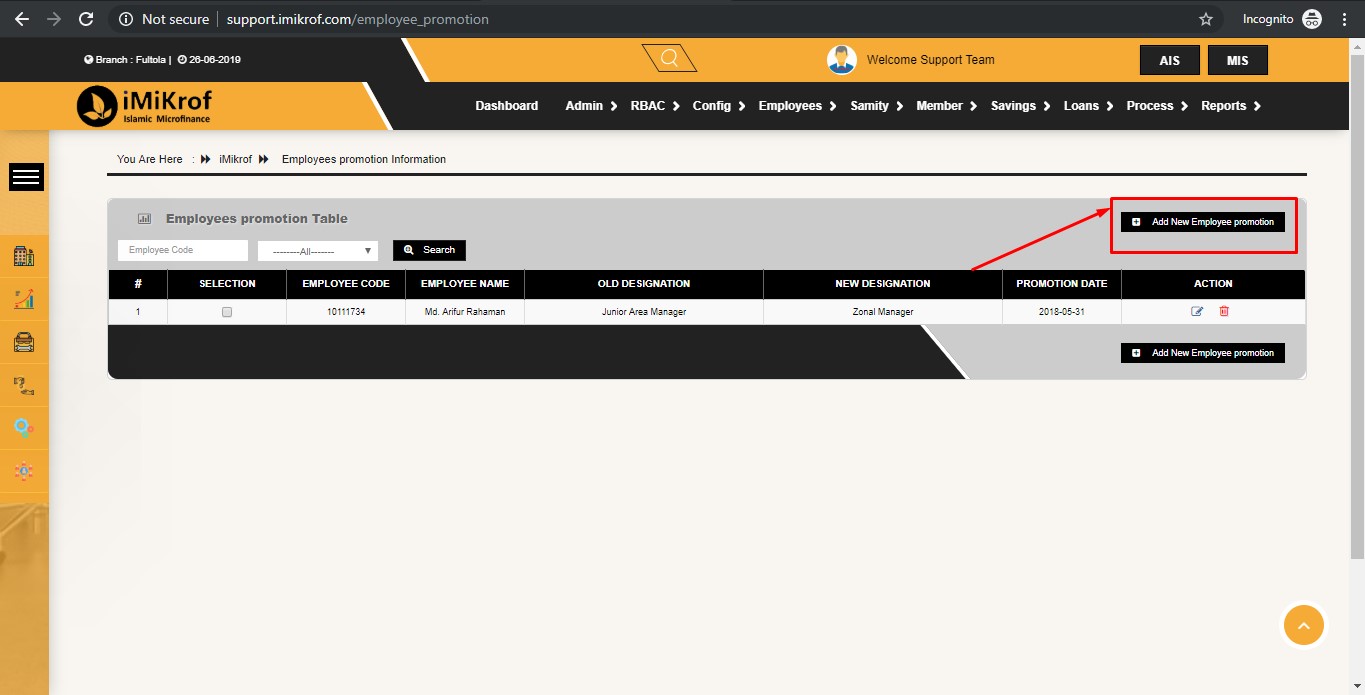 Not secure support.imikrof.com/employee_promotion Incognito
Branch : Fultola | 26-06-2019 Welcome Support Team AIS MIS
iMiKrof
Islamic Microfinance
Dashboard Admin RBAC Config Employees Samity Member Savings Loans Process Reports
You Are Here : iMikrof Employees promotion Information
Employees promotion Table
Add New Employee promotion
Employee Code --------All------- Search
# SELECTION EMPLOYEE CODE EMPLOYEE NAME OLD DESIGNATION NEW DESIGNATION PROMOTION DATE ACTION
1 10111734 Md. Arifur Rahaman Junior Area Manager Zonal Manager 2018-05-31
Add New Employee promotion